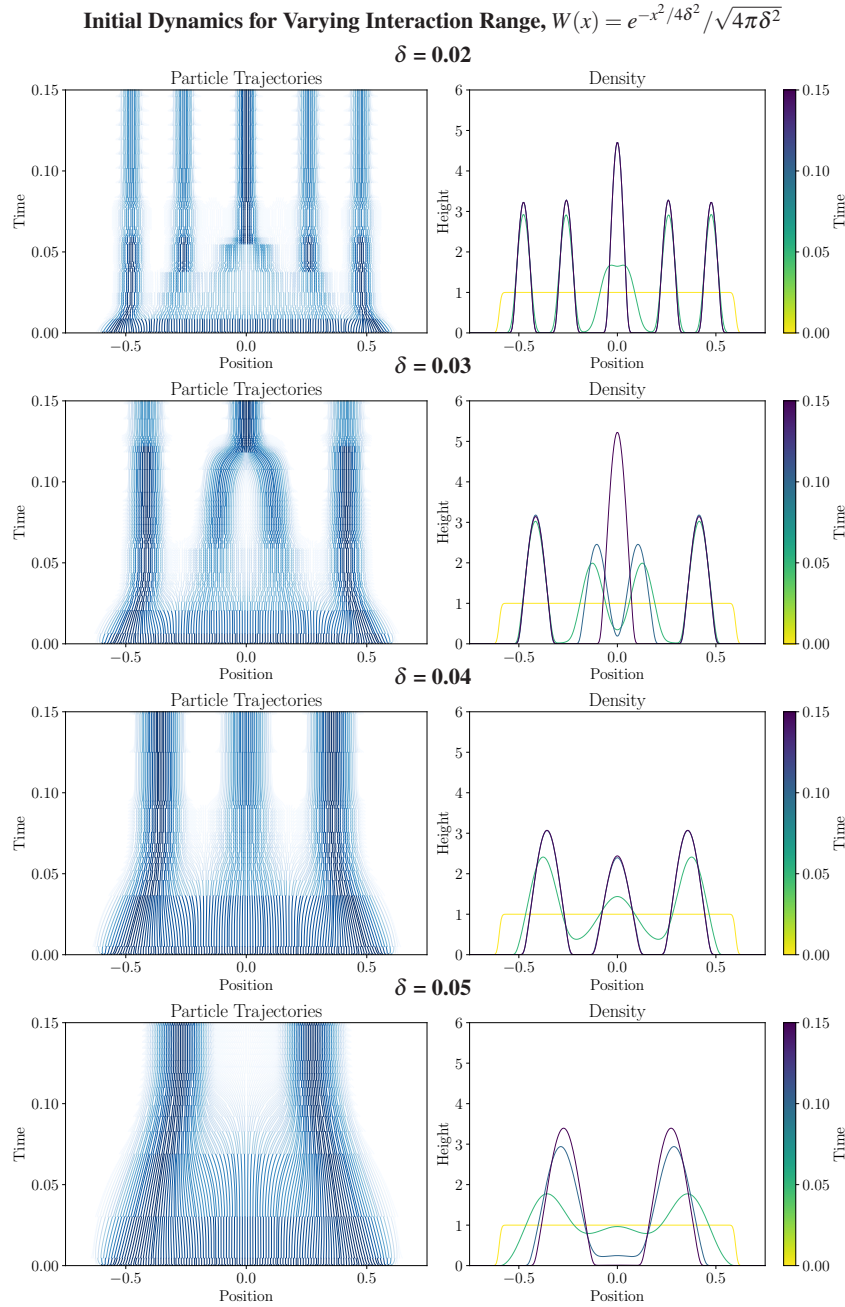 Initial Dynamics for Varying Interaction Range, W(x) = e^{−x²/4δ²}/√(4πδ²)
δ = 0.02
Particle Trajectories
Density
0.15
0.10
0.05
0.00
Time
−0.5 0.0 0.5
Position
6
5
4
3
2
1
0
Height
−0.5 0.0 0.5
Position
0.15
0.10
0.05
0.00
Time
δ = 0.03
Particle Trajectories
Density
0.15
0.10
0.05
0.00
Time
−0.5 0.0 0.5
Position
6
5
4
3
2
1
0
Height
−0.5 0.0 0.5
Position
0.15
0.10
0.05
0.00
Time
δ = 0.04
Particle Trajectories
Density
0.15
0.10
0.05
0.00
Time
−0.5 0.0 0.5
Position
6
5
4
3
2
1
0
Height
−0.5 0.0 0.5
Position
0.15
0.10
0.05
0.00
Time
δ = 0.05
Particle Trajectories
Density
0.15
0.10
0.05
0.00
Time
−0.5 0.0 0.5
Position
6
5
4
3
2
1
0
Height
−0.5 0.0 0.5
Position
0.15
0.10
0.05
0.00
Time